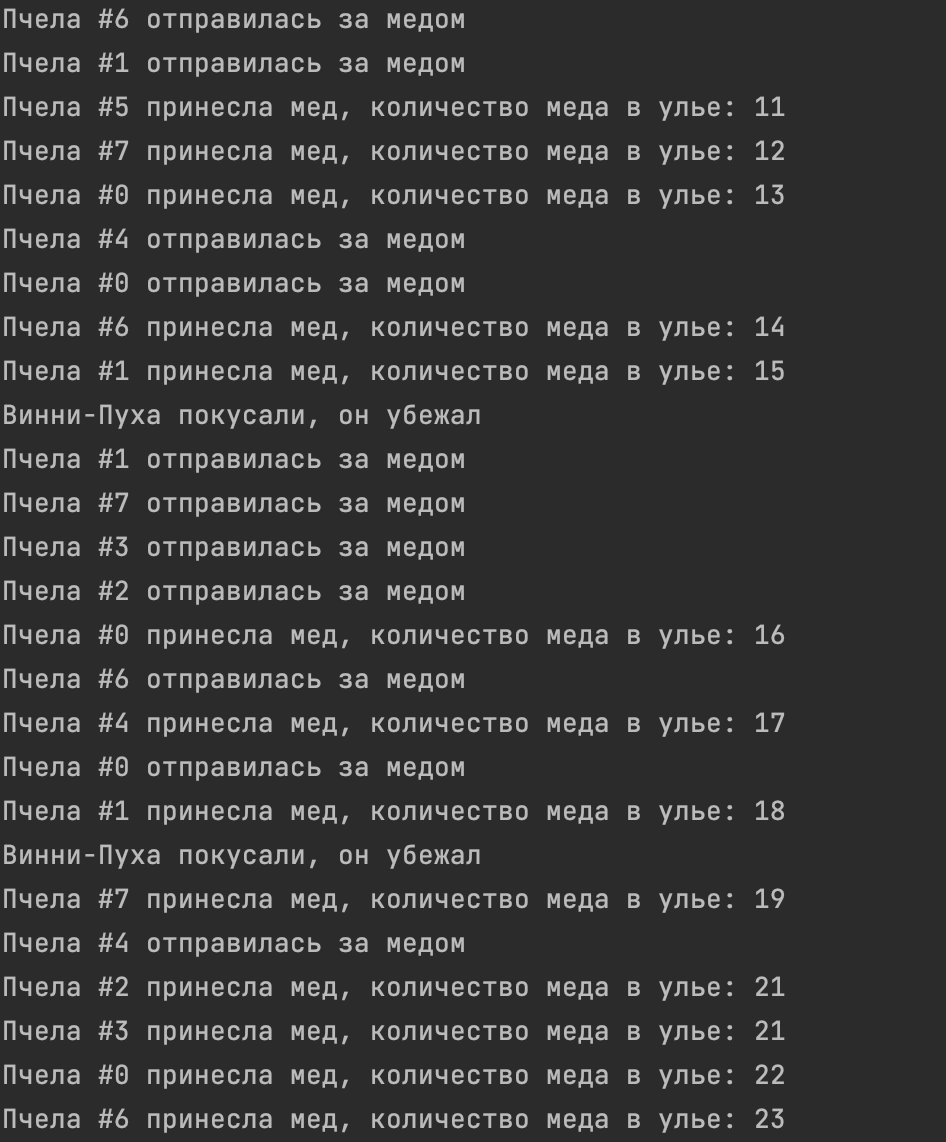 Пчела #6 отправилась за медом
Пчела #1 отправилась за медом
Пчела #5 принесла мед, количество меда в улье: 11
Пчела #7 принесла мед, количество меда в улье: 12
Пчела #0 принесла мед, количество меда в улье: 13
Пчела #4 отправилась за медом
Пчела #0 отправилась за медом
Пчела #6 принесла мед, количество меда в улье: 14
Пчела #1 принесла мед, количество меда в улье: 15
Винни-Пуха покусали, он убежал
Пчела #1 отправилась за медом
Пчела #7 отправилась за медом
Пчела #3 отправилась за медом
Пчела #2 отправилась за медом
Пчела #0 принесла мед, количество меда в улье: 16
Пчела #6 отправилась за медом
Пчела #4 принесла мед, количество меда в улье: 17
Пчела #0 отправилась за медом
Пчела #1 принесла мед, количество меда в улье: 18
Винни-Пуха покусали, он убежал
Пчела #7 принесла мед, количество меда в улье: 19
Пчела #4 отправилась за медом
Пчела #2 принесла мед, количество меда в улье: 21
Пчела #3 принесла мед, количество меда в улье: 21
Пчела #0 принесла мед, количество меда в улье: 22
Пчела #6 принесла мед, количество меда в улье: 23